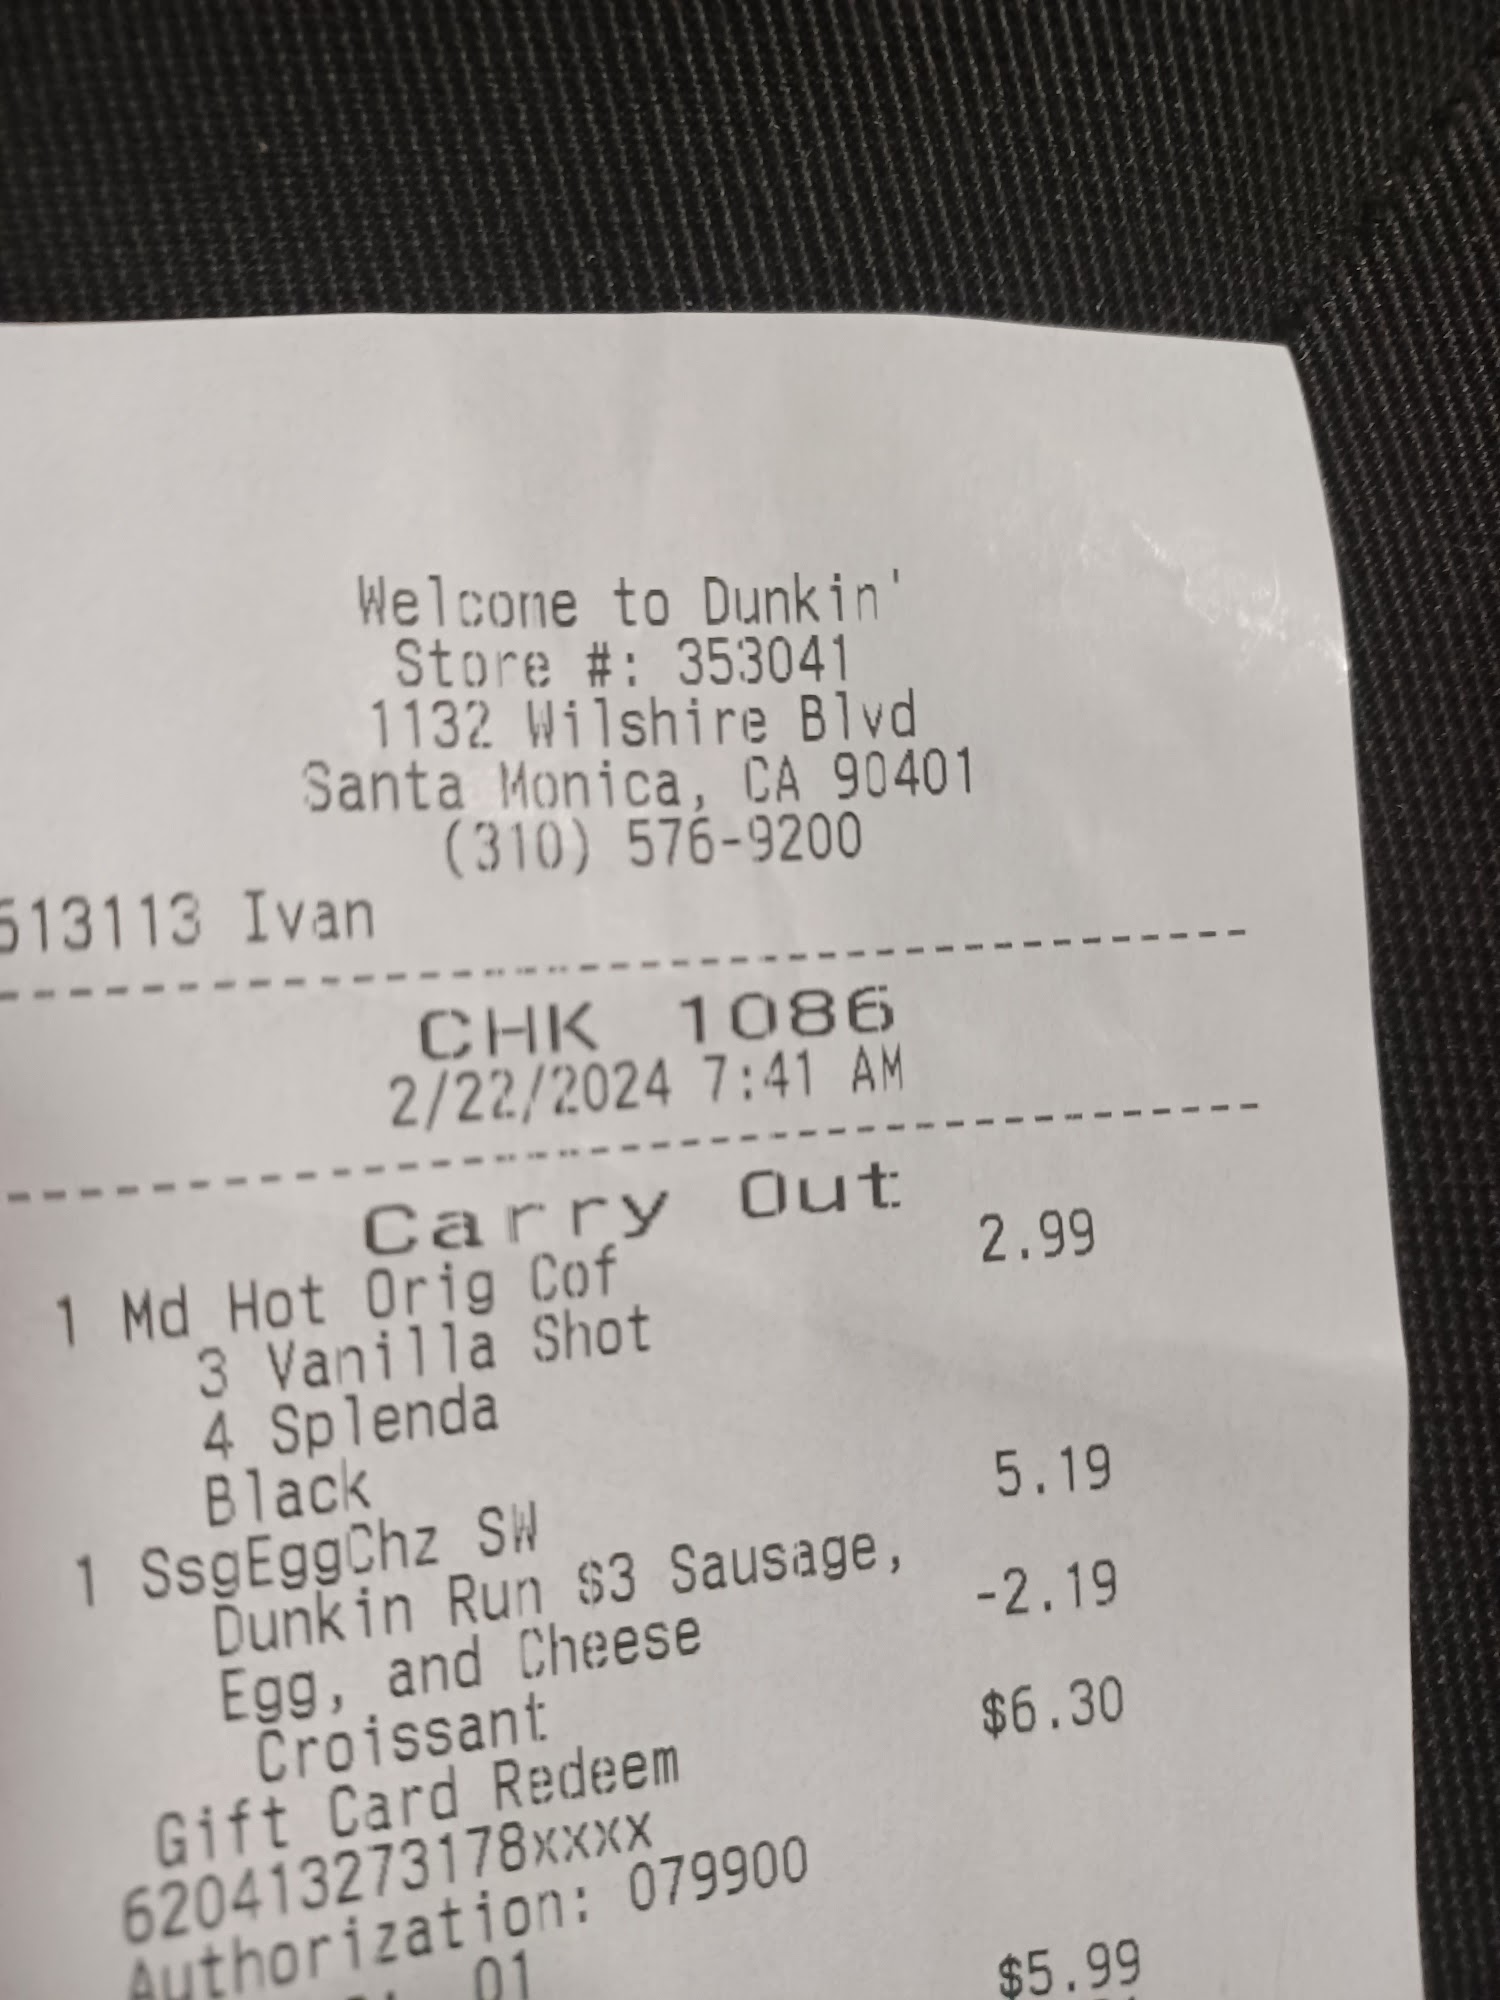 Welcome to Dunkin'
Store #: 353041
1132 Wilshire Blvd
Santa Monica, CA 90401
(310) 576-9200
513113 Ivan
CHK 1086
2/22/2024 7:41 AM
Carry Out
1 Md Hot Orig Cof 2.99
3 Vanilla Shot
4 Splenda
Black
1 SsgEggChz SW 5.19
Dunkin Run $3 Sausage, -2.19
Egg, and Cheese
Croissant
Gift Card Redeem $6.30
620413273178xxxx
Authorization: 079900
01
$5.99